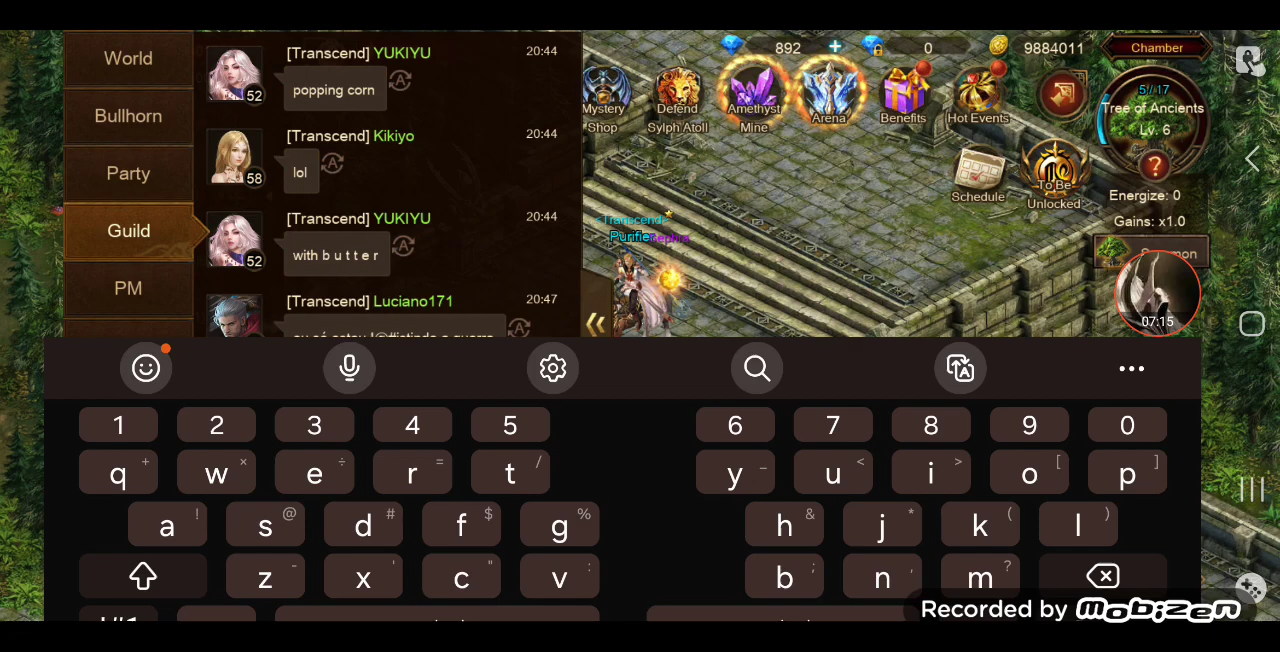 World
Bullhorn
Party
Guild
PM
[Transcend] YUKIYU 20:44
popping corn
52
[Transcend] Kikiyo 20:44
lol
58
[Transcend] YUKIYU 20:44
with b u t t e r
52
[Transcend] Luciano171 20:47
892
0
9884011
Chamber
Mystery Shop
Defend Sylph Atoll
Amethyst Mine
Arena
Benefits
Hot Events
5 / 17
Tree of Ancients
Lv. 6
Schedule
To Be Unlocked
Energize: 0
Gains: x1.0
<Transcend>
Purifier
07:15
1 2 3 4 5 6 7 8 9 0
q + w × e ÷ r = t / y _ u < i > o [ p ]
a ! s @ d # f $ g % h & j * k ( l )
z - x ' c " v : b ; n , m ?
Recorded by Mobizen